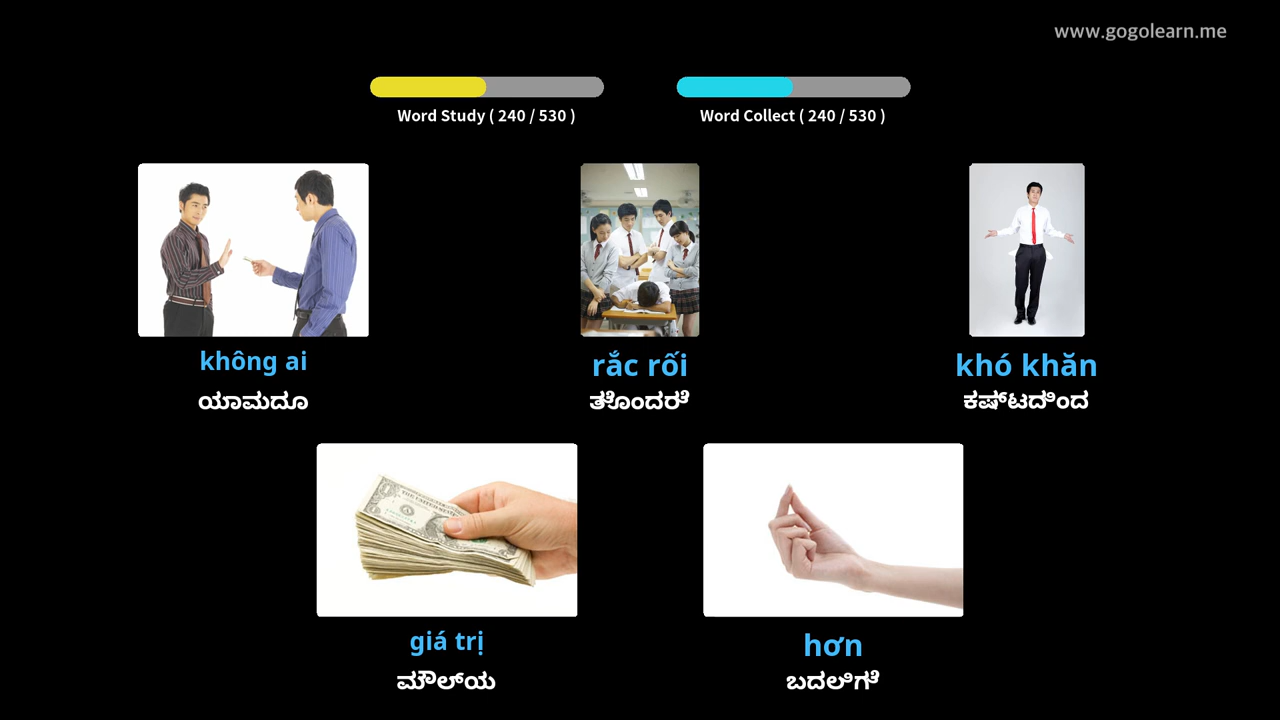 www.gogolearn.me
Word Study ( 240 / 530 )
Word Collect ( 240 / 530 )
không ai
ಯಾಮದೂ
rắc rối
ತೊಂದರೆ
khó khăn
ಕಷ್ಟದಿಂದ
giá trị
ಮೌಲ್ಯ
hơn
ಬದಲಿಗೆ